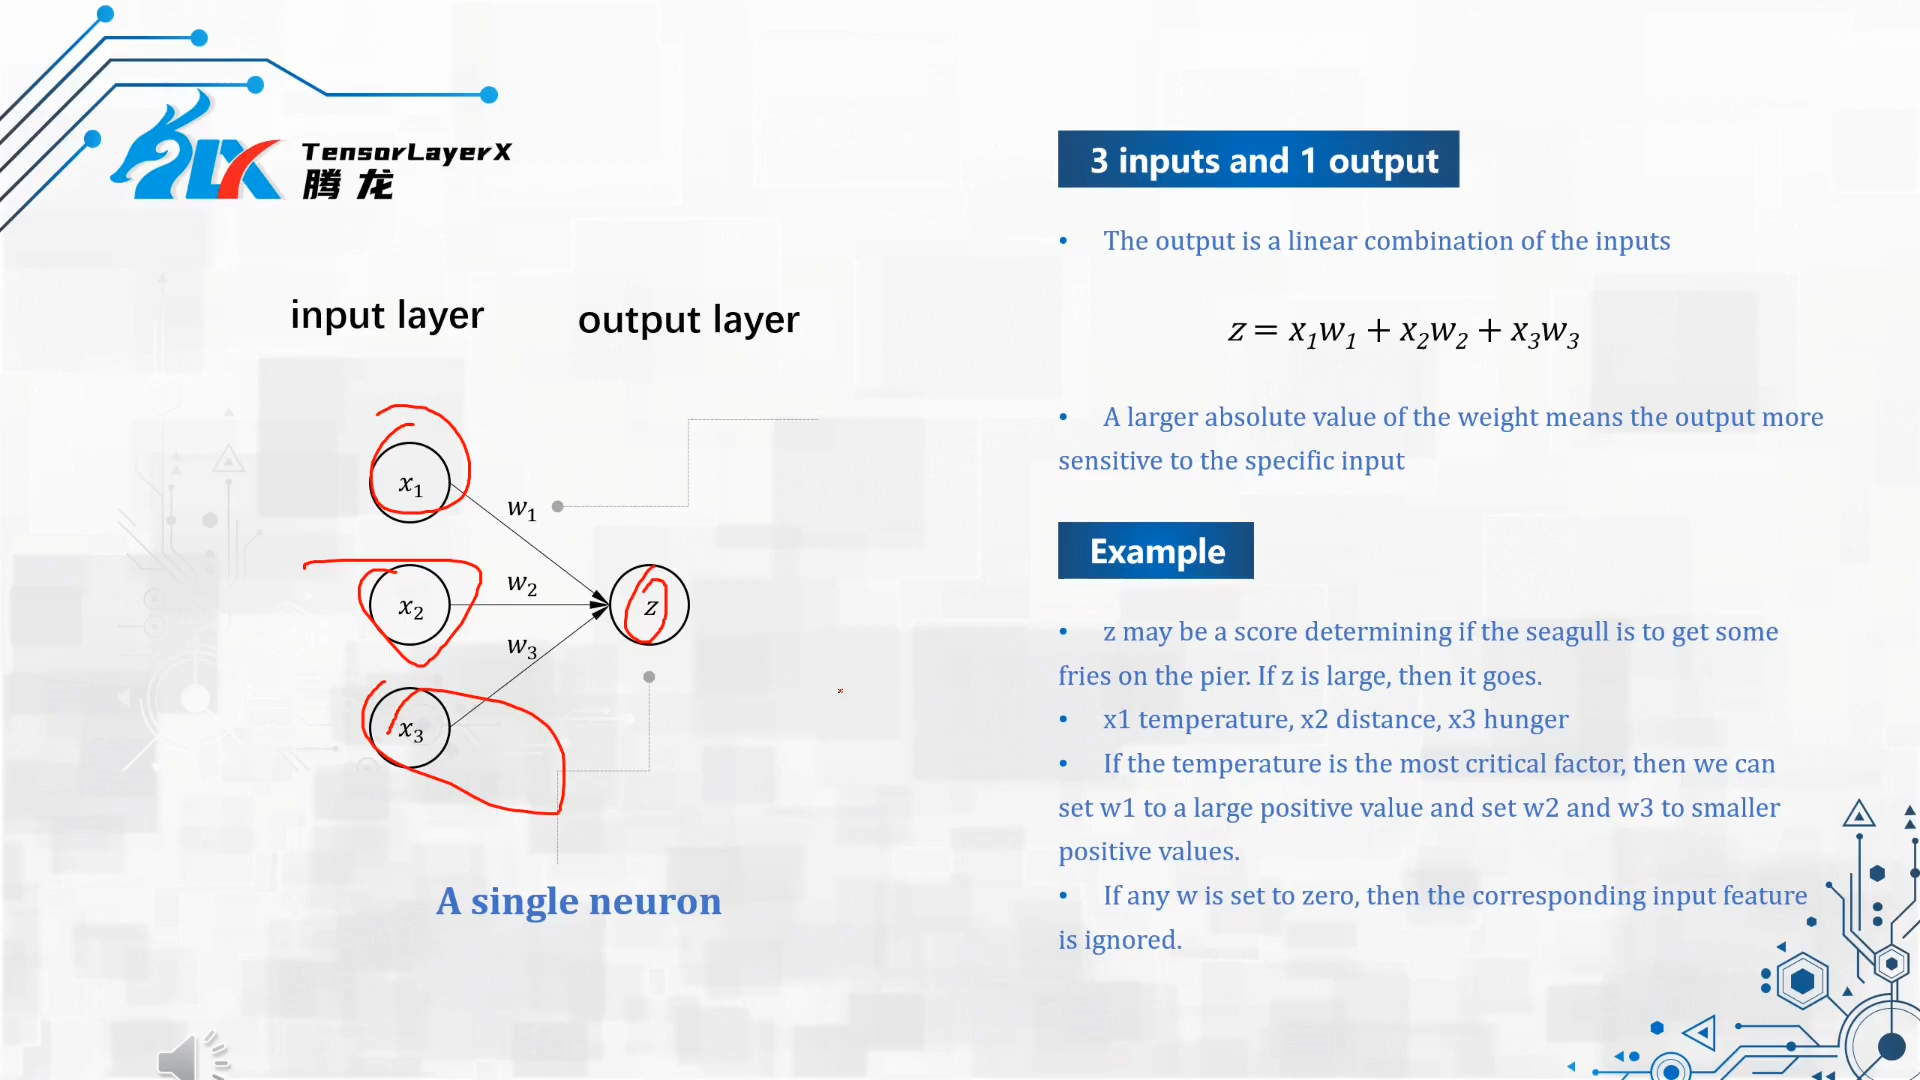 TensorLayerX
腾龙
input layer
output layer
x1
w1
w2
x2
z
w3
x3
A single neuron
3 inputs and 1 output
• The output is a linear combination of the inputs
z = x1w1 + x2w2 + x3w3
• A larger absolute value of the weight means the output more
sensitive to the specific input
Example
• z may be a score determining if the seagull is to get some
fries on the pier. If z is large, then it goes.
• x1 temperature, x2 distance, x3 hunger
• If the temperature is the most critical factor, then we can
set w1 to a large positive value and set w2 and w3 to smaller
positive values.
• If any w is set to zero, then the corresponding input feature
is ignored.